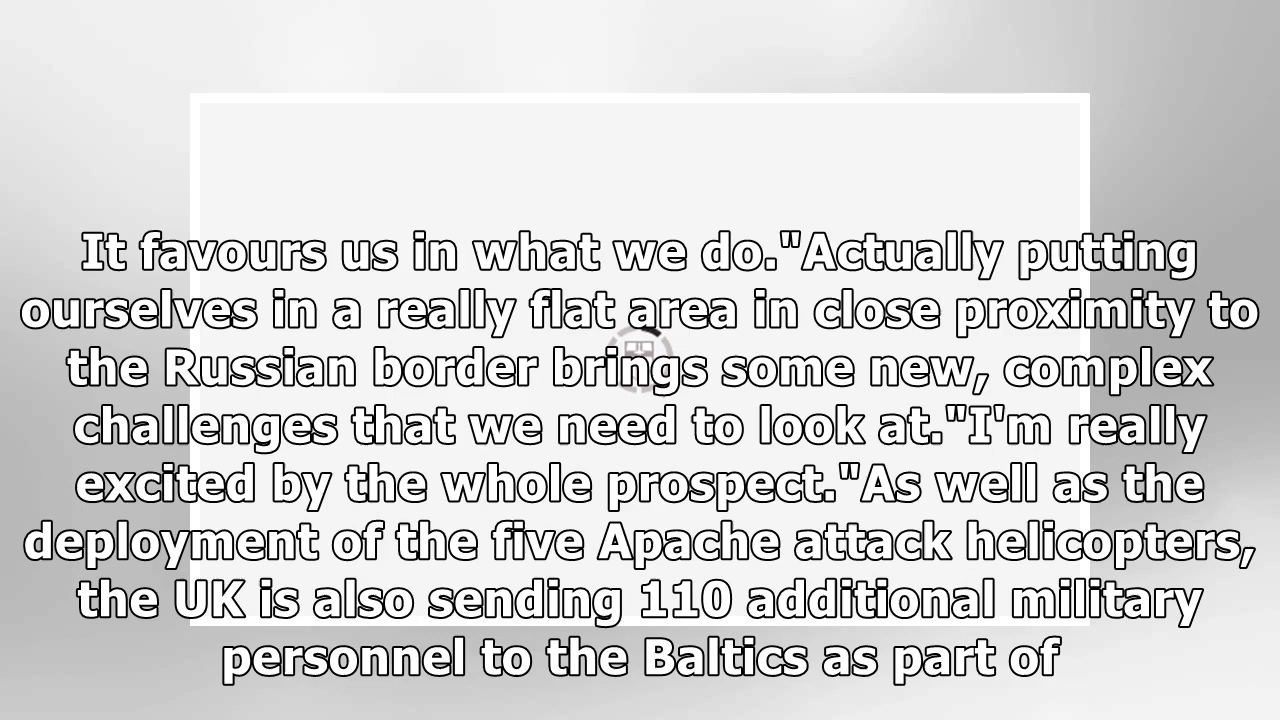 It favours us in what we do."Actually putting
ourselves in a really flat area in close proximity to
the Russian border brings some new, complex
challenges that we need to look at."I'm really
excited by the whole prospect."As well as the
deployment of the five Apache attack helicopters,
the UK is also sending 110 additional military
personnel to the Baltics as part of